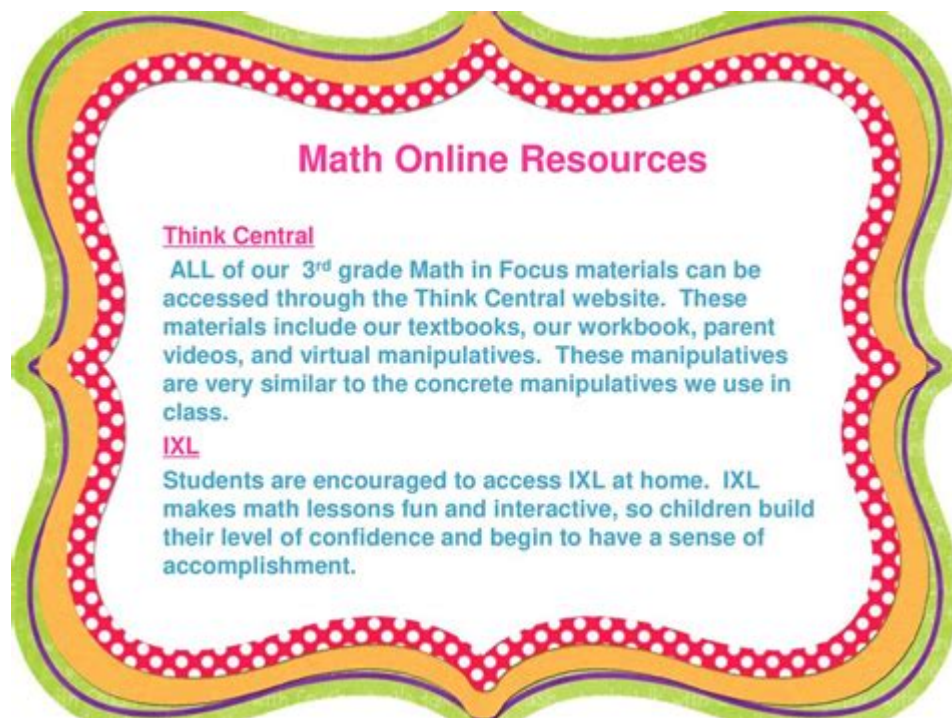 Math Online Resources
Think Central
ALL of our 3rd grade Math in Focus materials can be
accessed through the Think Central website. These
materials include our textbooks, our workbook, parent
videos, and virtual manipulatives. These manipulatives
are very similar to the concrete manipulatives we use in
class.
IXL
Students are encouraged to access IXL at home. IXL
makes math lessons fun and interactive, so children build
their level of confidence and begin to have a sense of
accomplishment.